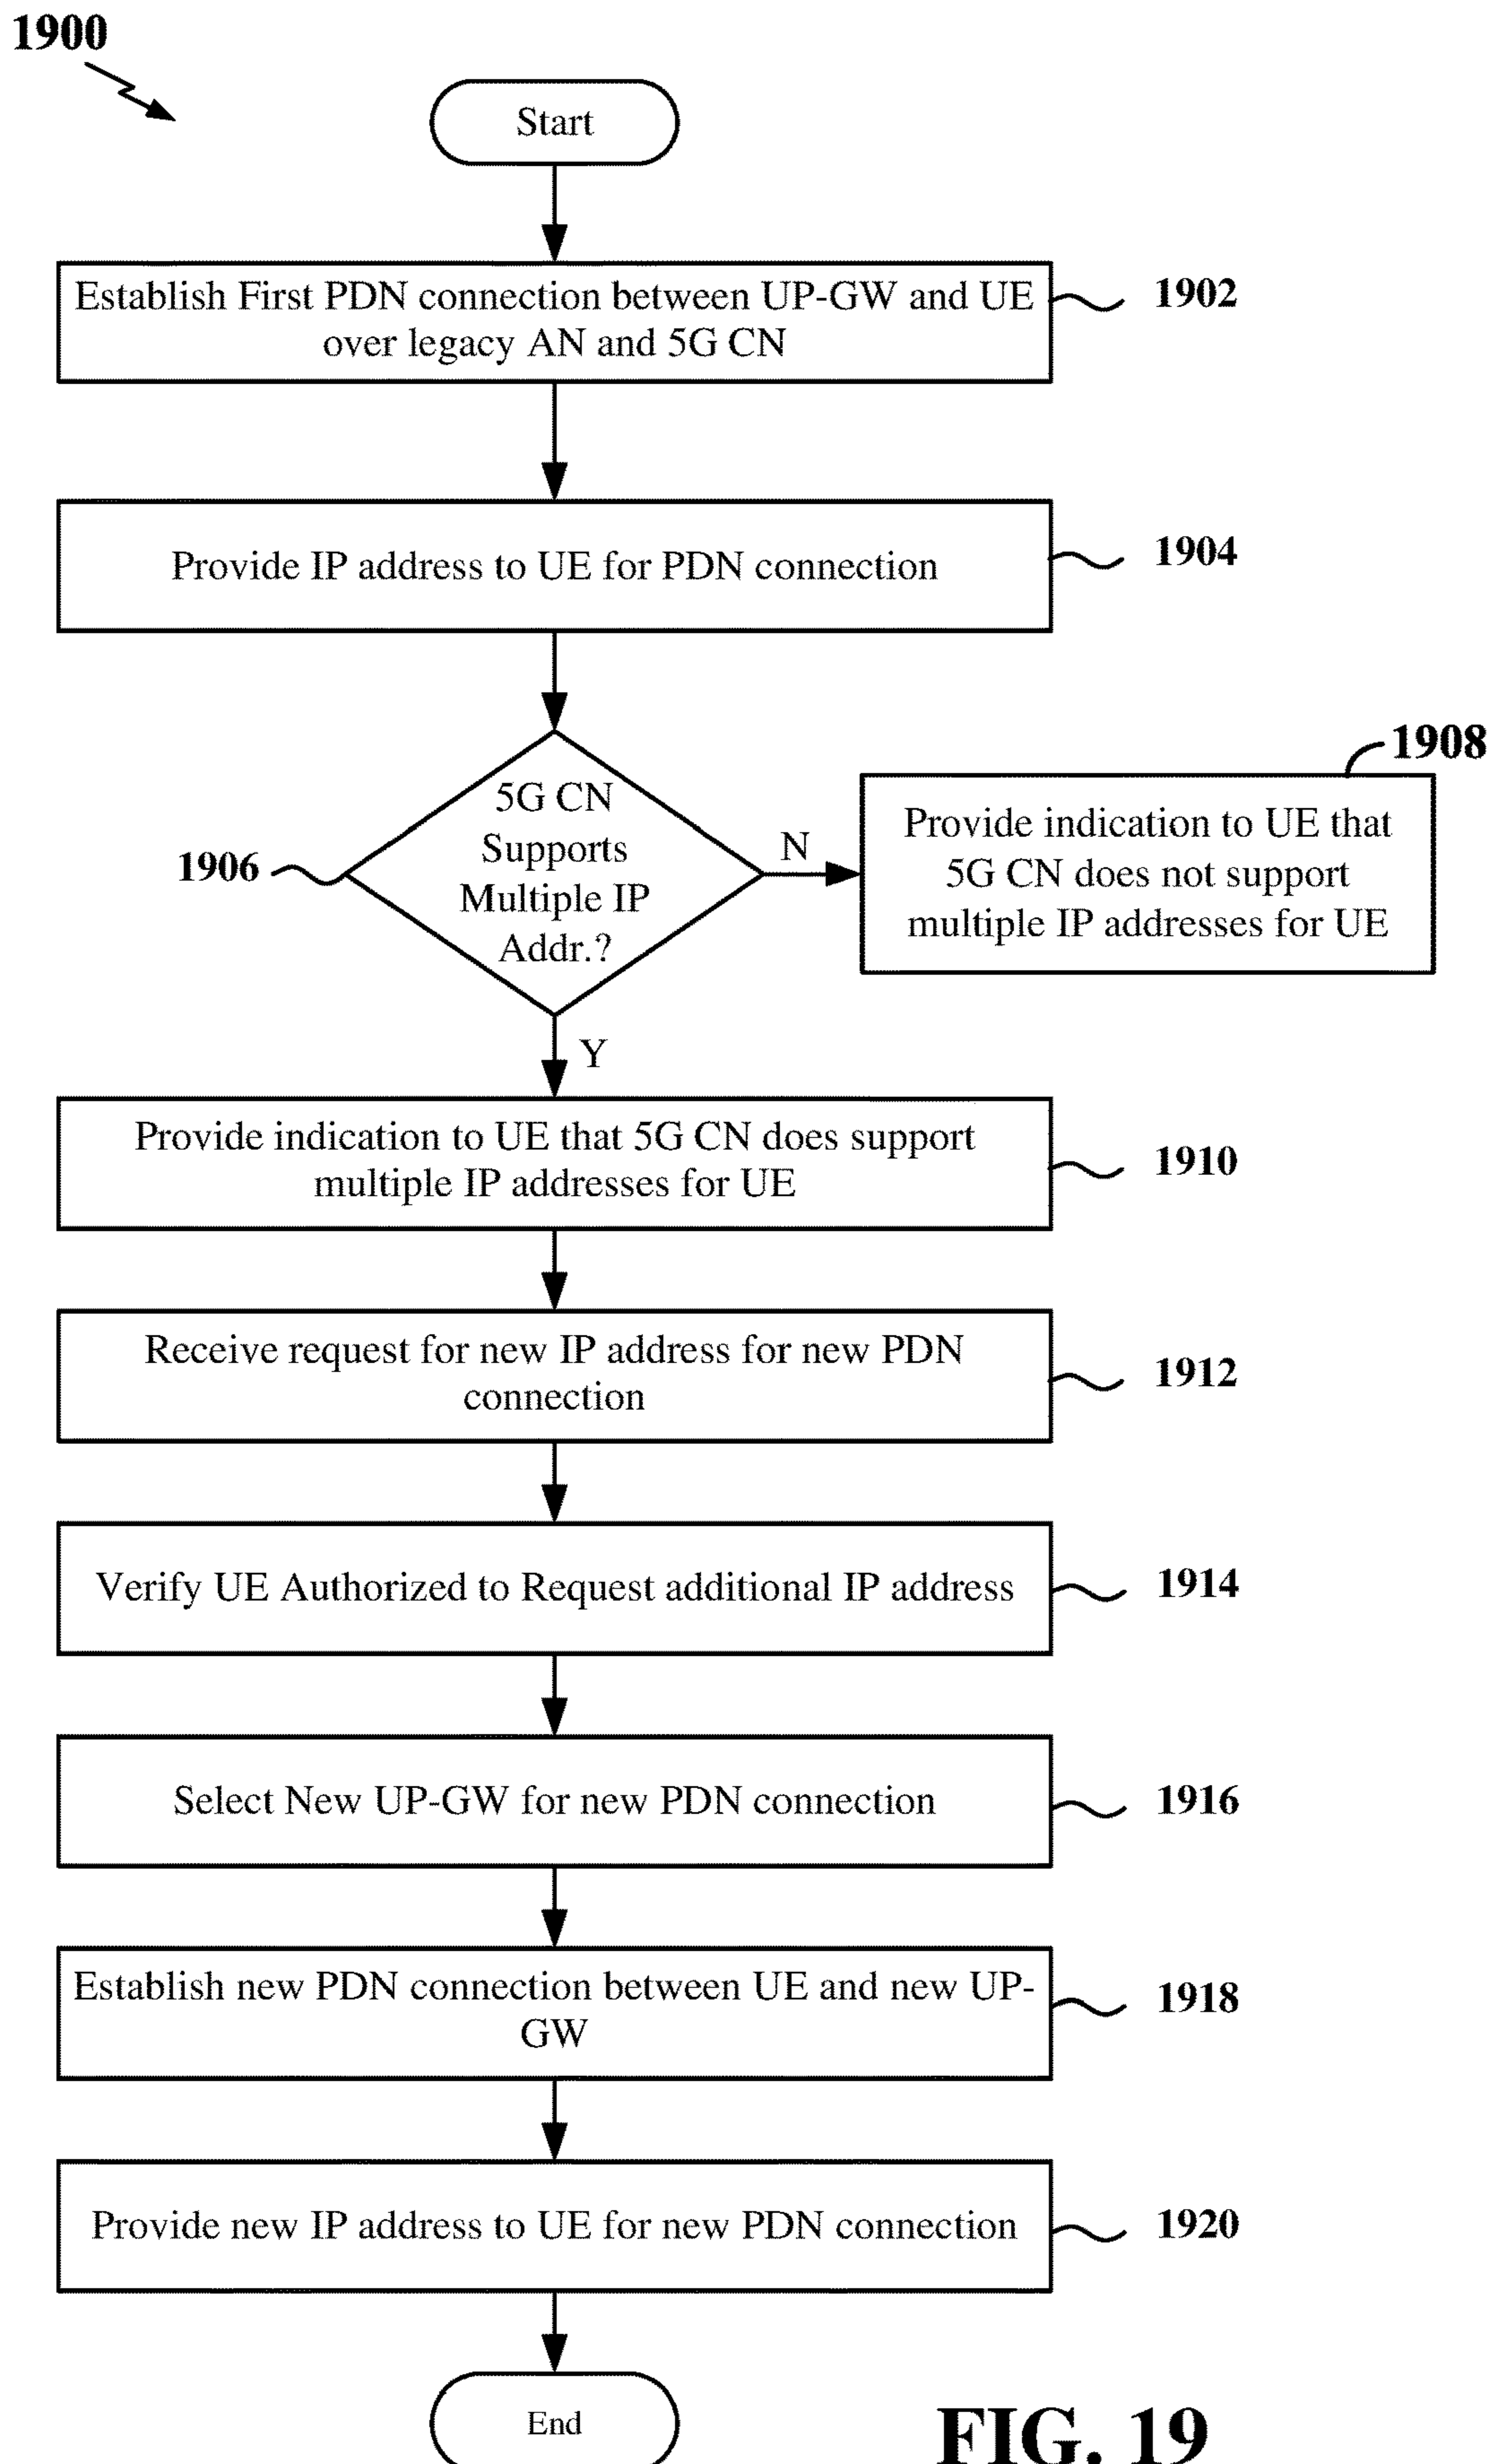 1900
Start
Establish First PDN connection between UP-GW and UE
over legacy AN and 5G CN
1902
Provide IP address to UE for PDN connection
1904
5G CN
Supports
Multiple IP
Addr.?
1906
N
1908
Provide indication to UE that
5G CN does not support
multiple IP addresses for UE
Y
Provide indication to UE that 5G CN does support
multiple IP addresses for UE
1910
Receive request for new IP address for new PDN
connection
1912
Verify UE Authorized to Request additional IP address
1914
Select New UP-GW for new PDN connection
1916
Establish new PDN connection between UE and new UP-
GW
1918
Provide new IP address to UE for new PDN connection
1920
End
FIG. 19